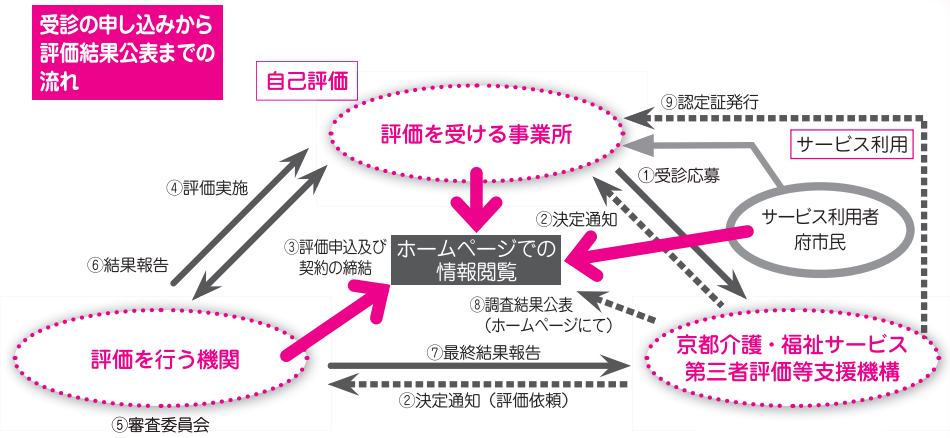 受診の申し込みから
評価結果公表までの
流れ
自己評価
評価を受ける事業所
⑨認定証発行
サービス利用
①受診応募
④評価実施
②決定通知
サービス利用者
府市民
③評価申込及び
契約の締結
ホームページでの
情報閲覧
⑥結果報告
⑧調査結果公表
（ホームページにて）
評価を行う機関
⑦最終結果報告
京都介護・福祉サービス
第三者評価等支援機構
②決定通知（評価依頼）
⑤審査委員会